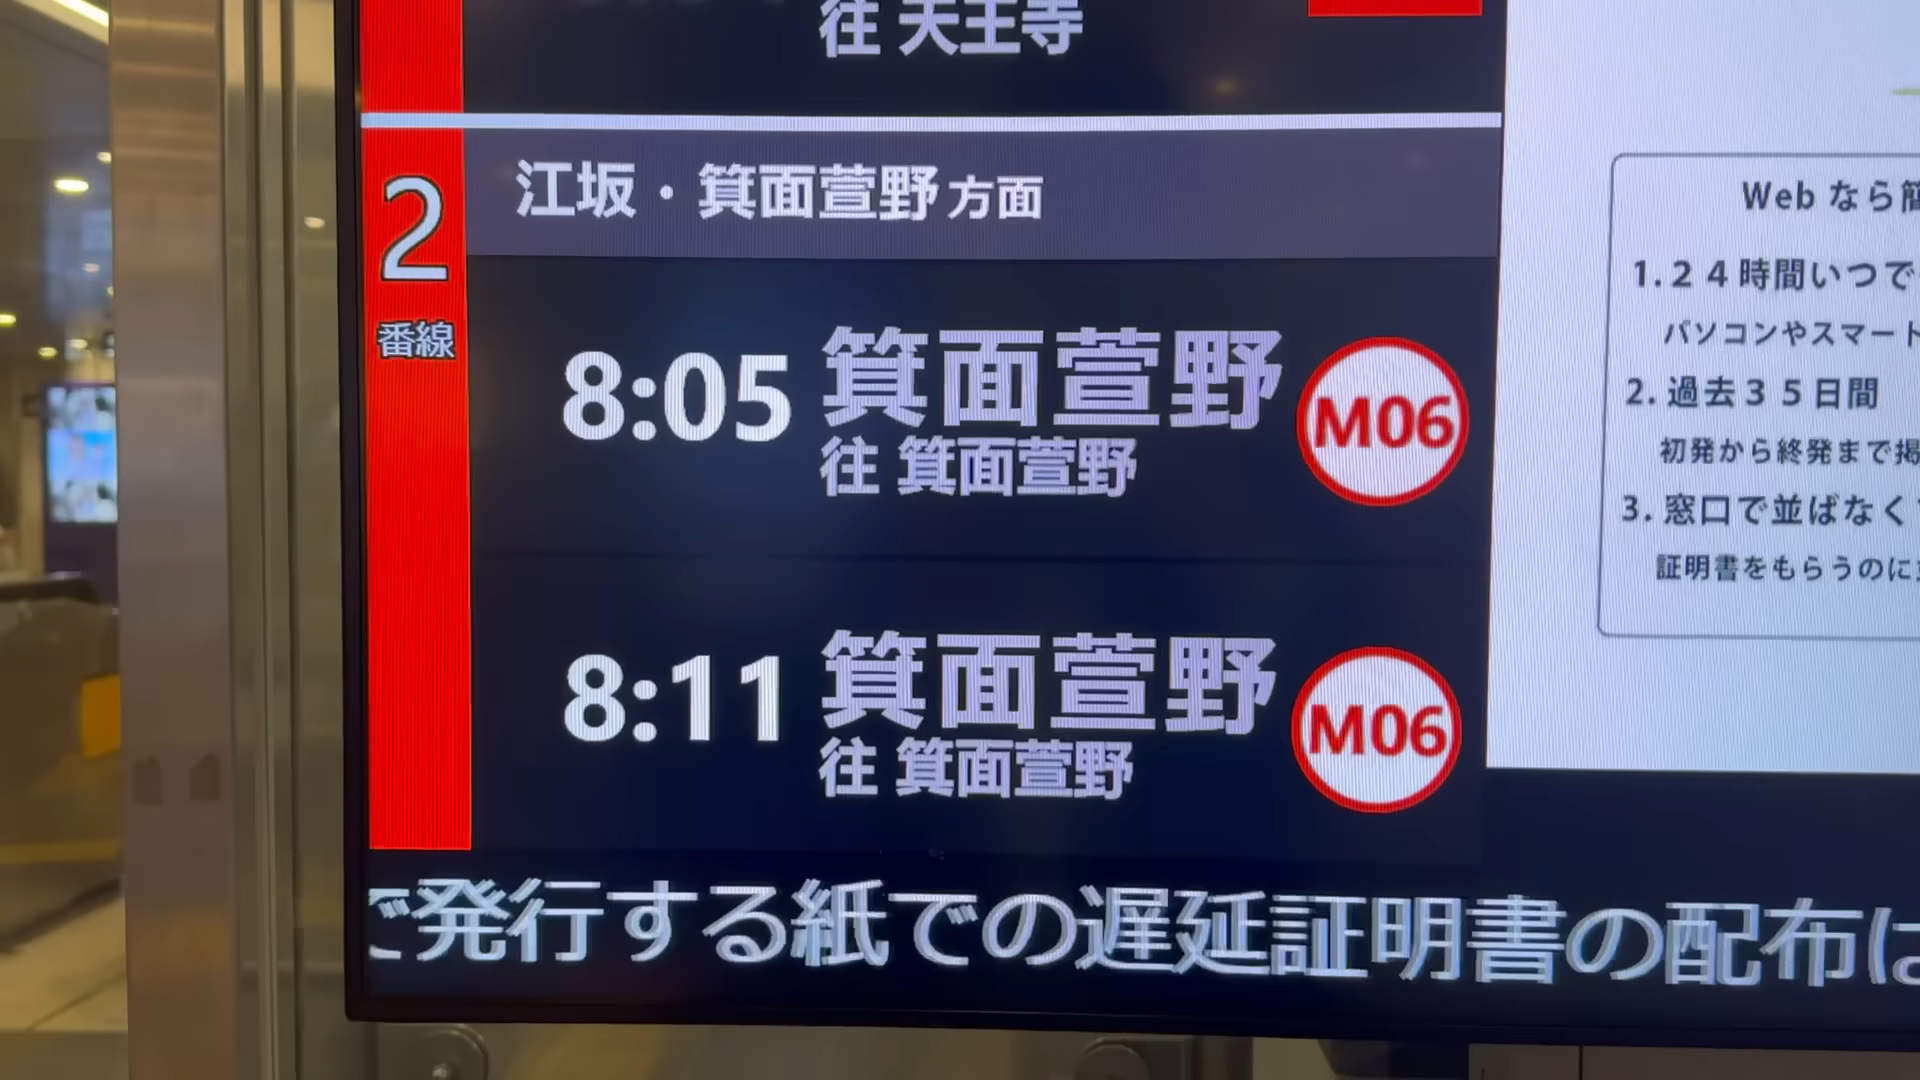 往 天王寺
2
番線
江坂・箕面萱野方面
8:05 箕面萱野 M06
往 箕面萱野
8:11 箕面萱野 M06
往 箕面萱野
Web なら簡
1.24時間いつで
パソコンやスマート
2. 過去35日間
初発から終発まで掲
3. 窓口で並ばなく
証明書をもらうのに
で発行する紙での遅延証明書の配布は